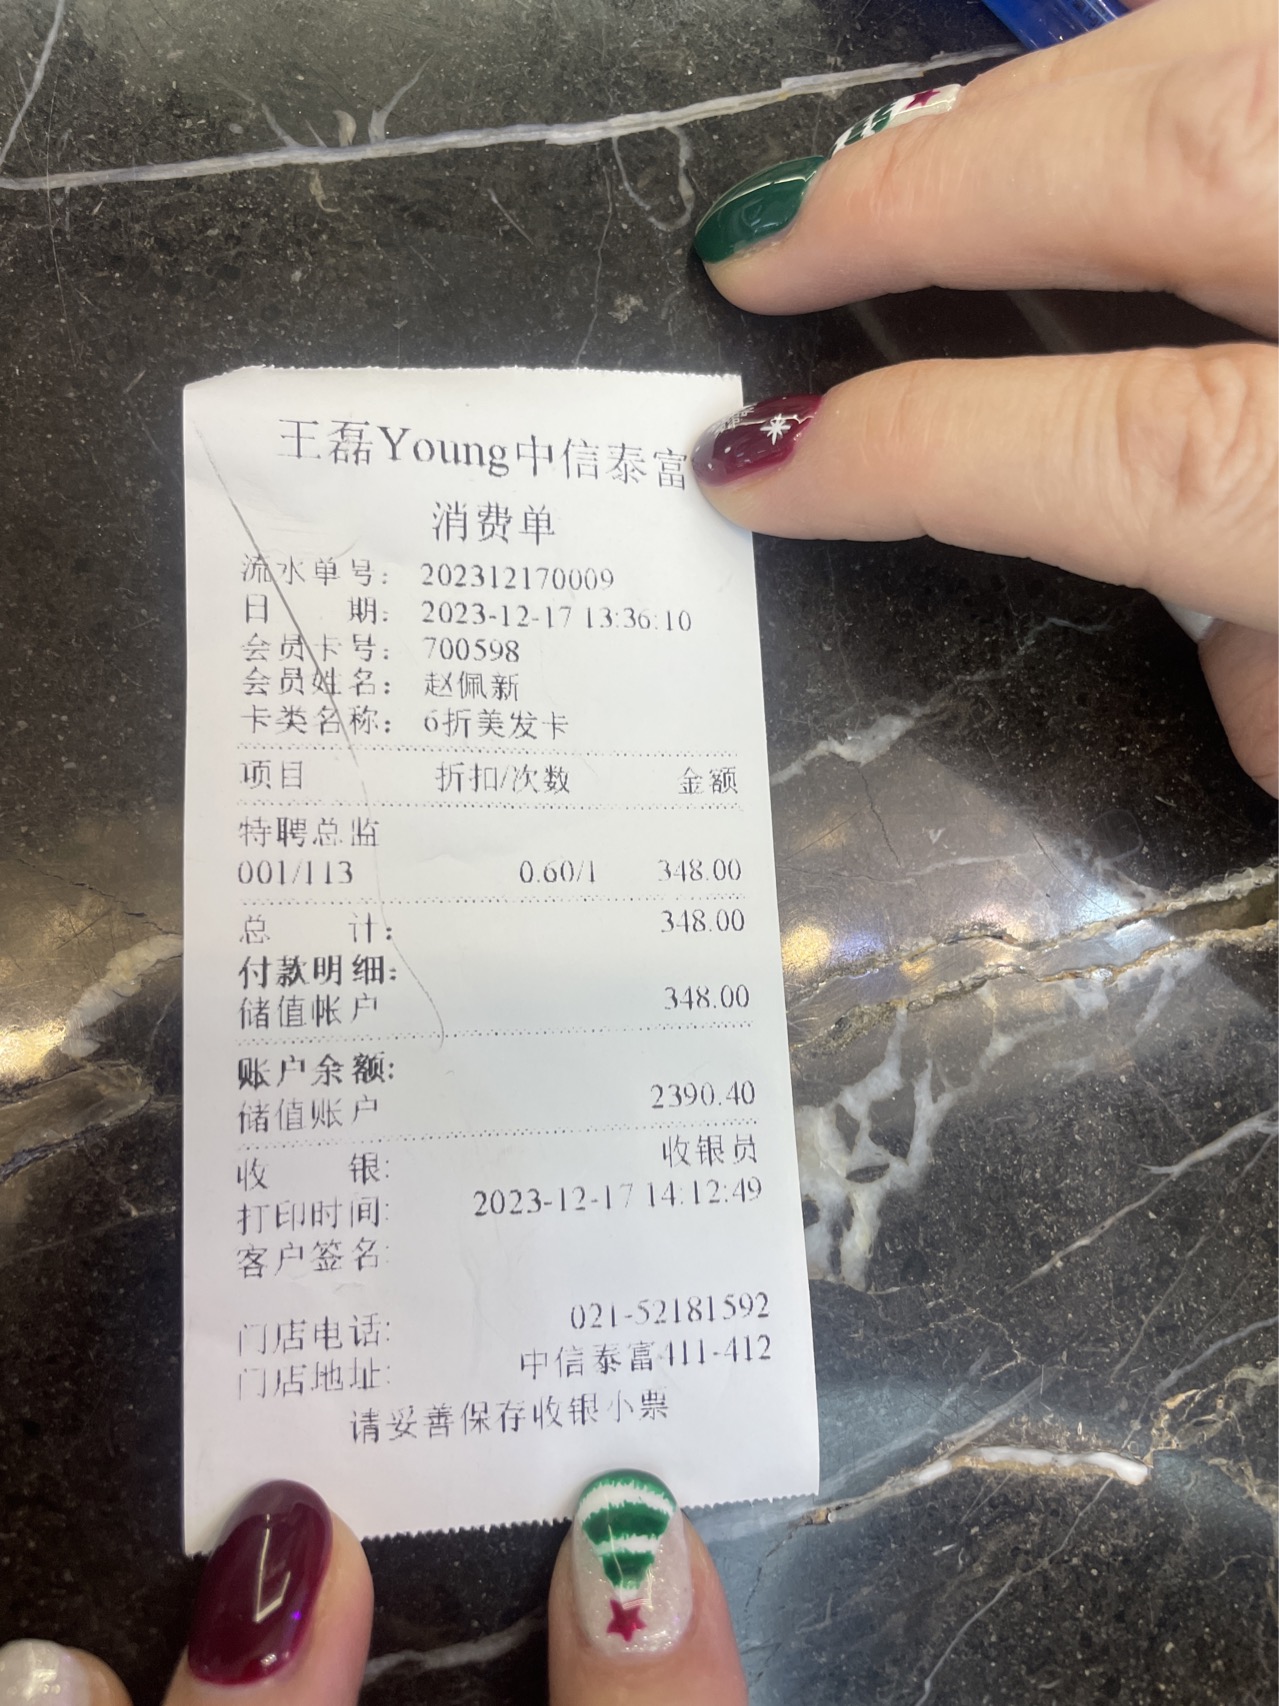 王磊Young中信泰富
消费单
流水单号： 202312170009
日 期： 2023-12-17 13:36:10
会员卡号： 700598
会员姓名： 赵佩新
卡类名称： 6折美发卡
项目 折扣/次数 金额
特聘总监
001/113 0.60/1 348.00
总 计： 348.00
付款明细：
储值帐户 348.00
账户余额:
储值账户 2390.40
收 银: 收银员
打印时间: 2023-12-17 14:12:49
客户签名:
门店电话: 021-52181592
门店地址: 中信泰富411-412
请妥善保存收银小票